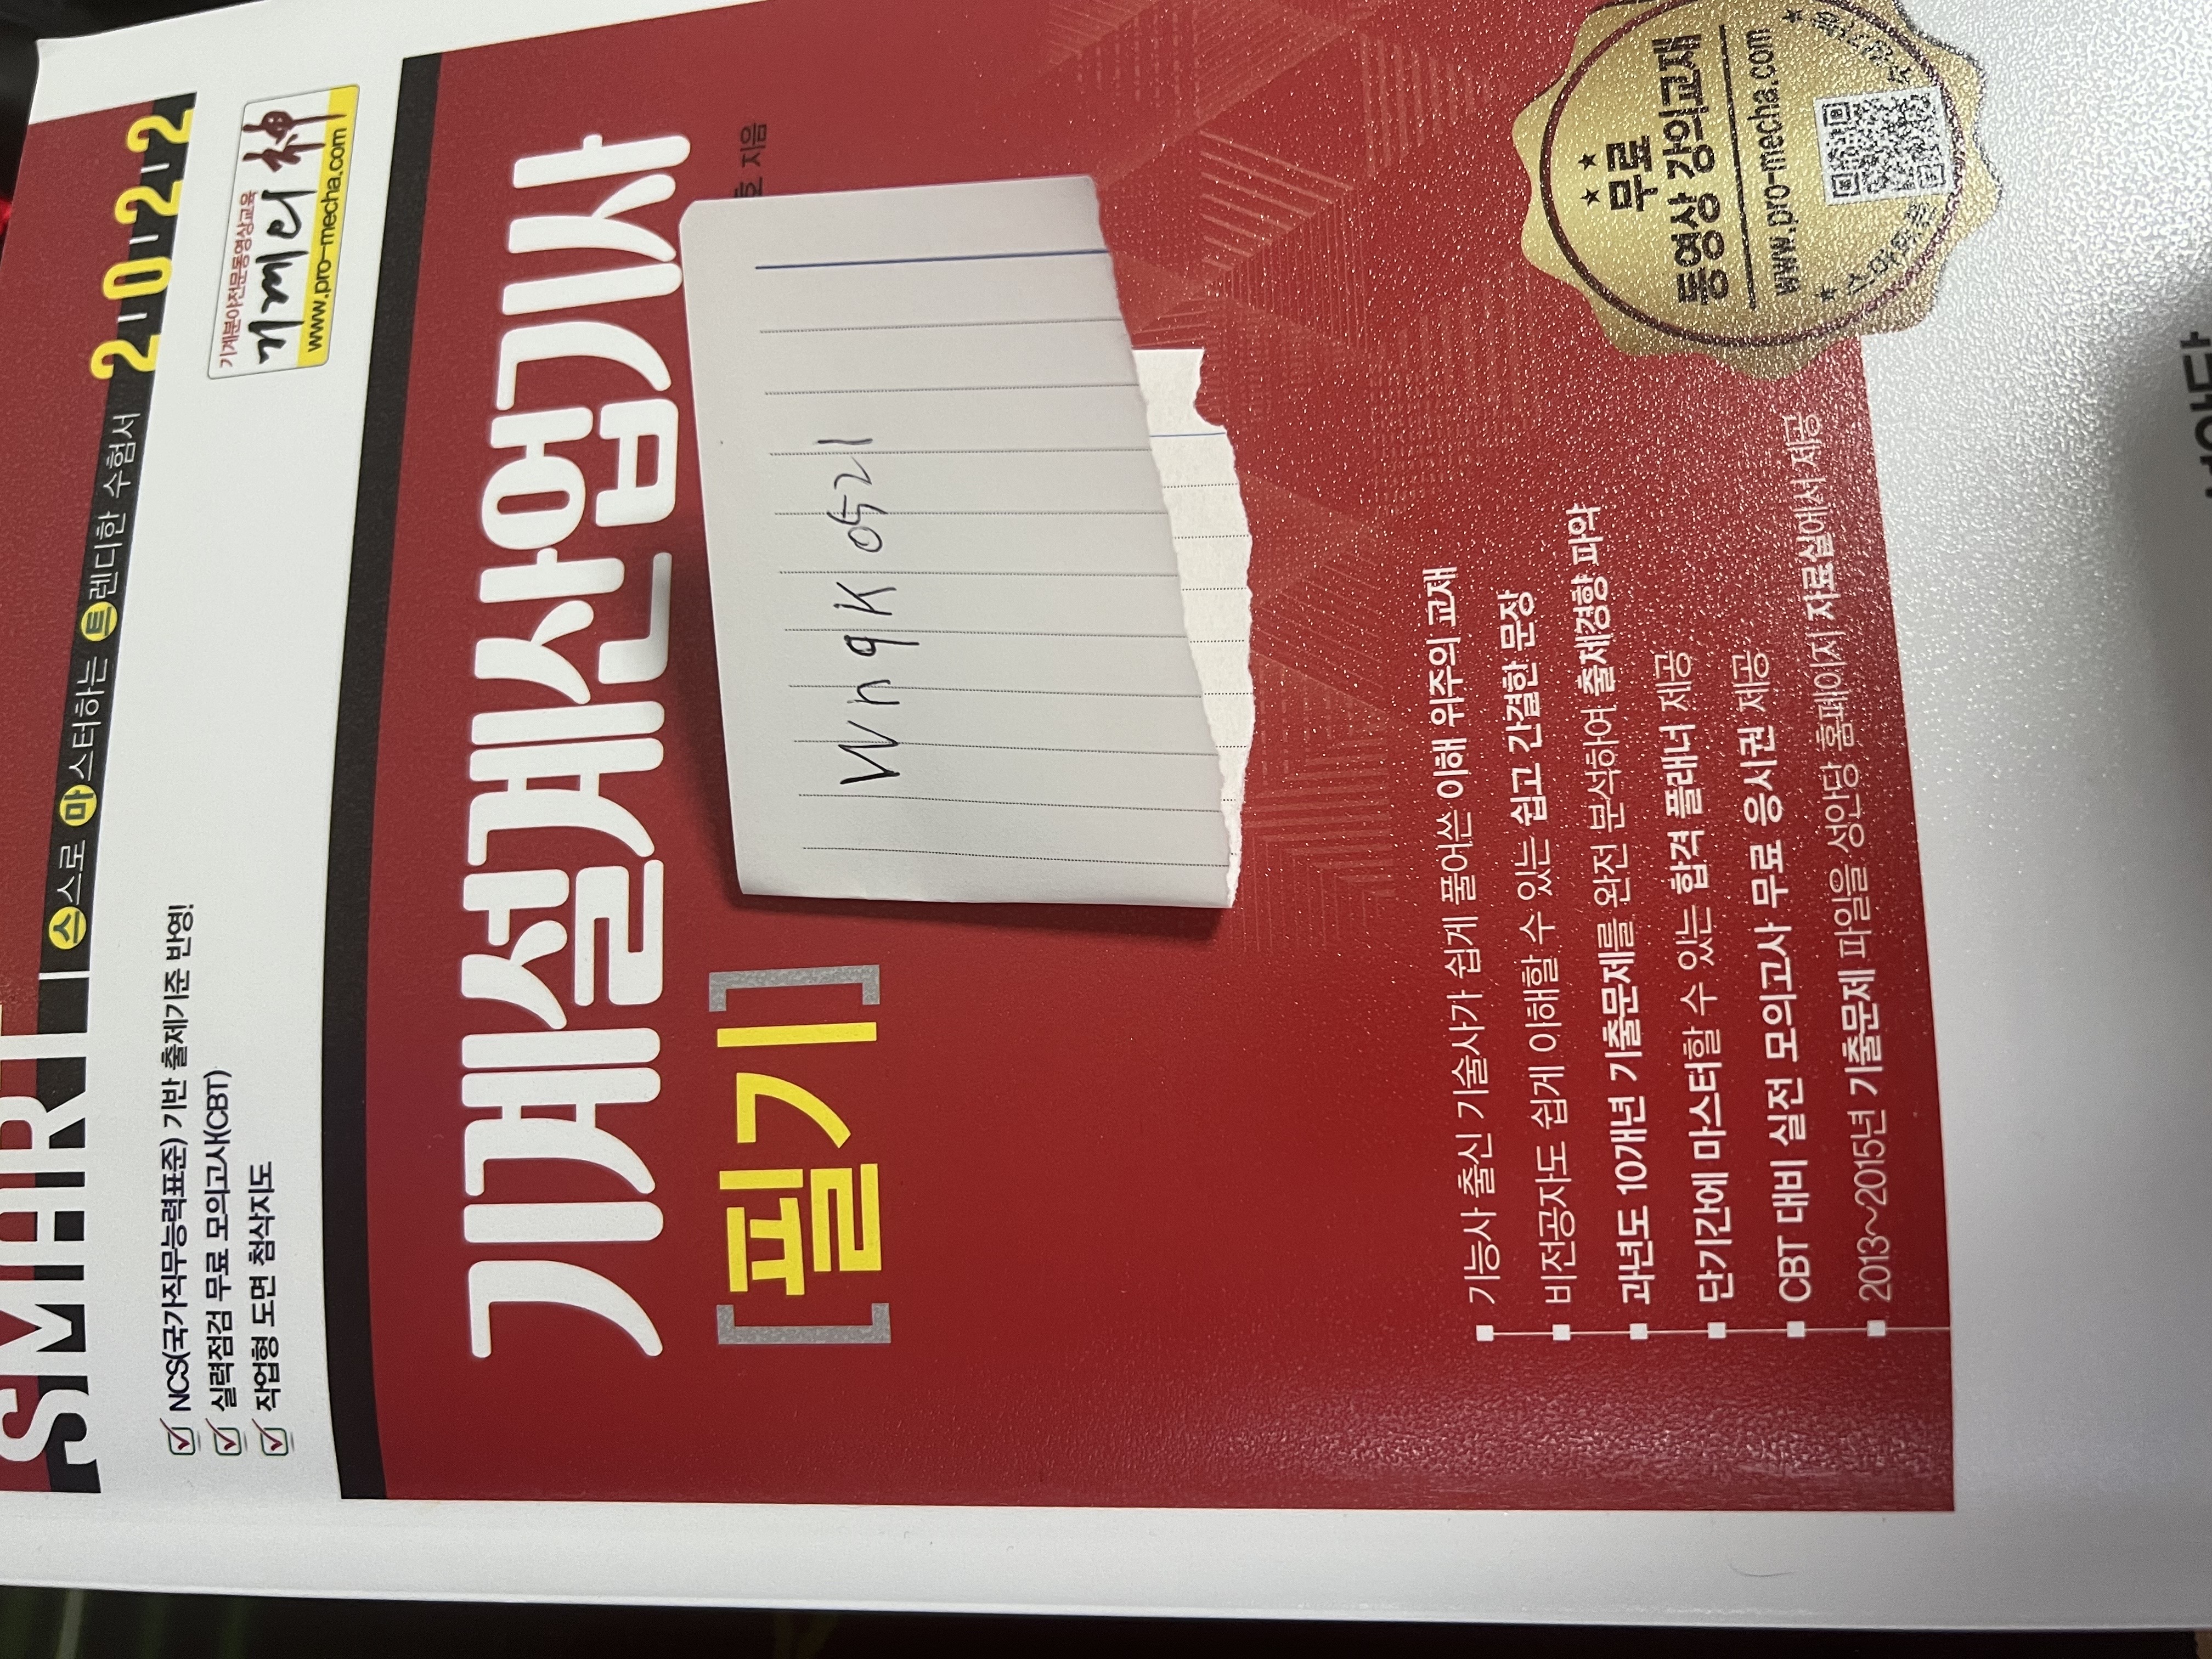 SMART
스스로 마스터하는 트렌디한 수험서
2022
NCS(국가직무능력표준) 기반 출제기준 반영!
실력점검 무료 모의고사(CBT)
작업형 도면 첨삭지도
기계분야전문동영상교육
기계의 神
www.pro-mecha.com
기계설계산업기사
[필기]
지음
Whqk0521
기능사 출신 기술사가 쉽게 풀어쓴 이해 위주의 교재
비전공자도 쉽게 이해할 수 있는 쉽고 간결한 문장
과년도 10개년 기출문제를 완전 분석하여 출제경향 파악
단기간에 마스터할 수 있는 합격 플래너 제공
CBT 대비 실전 모의고사 무료 응시권 제공
2013~2015년 기출문제 파일을 성안당 홈페이지 자료실에서 제공
무료
동영상 강의교재
www.pro-mecha.com